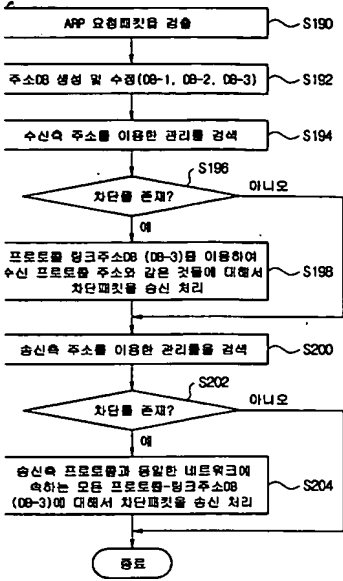 ARP 요청패킷을 검출
S190
주소DB 생성 및 수정(DB-1, DB-2, DB-3)
S192
수신측 주소를 이용한 관리룰 검색
S194
S196
차단룰 존재?
아니오
예
프로토콜 링크주소DB (DB-3)를 이용하여
수신 프로토콜 주소와 같은 것들에 대해서
차단패킷을 송신 처리
S198
송신측 주소를 이용한 관리룰을 검색
S200
S202
차단룰 존재?
아니오
예
송신측 프로토콜과 동일한 네트워크에
속하는 모든 프로토콜-링크주소DB
(DB-3)에 대해서 차단패킷을 송신 처리
S204
종료